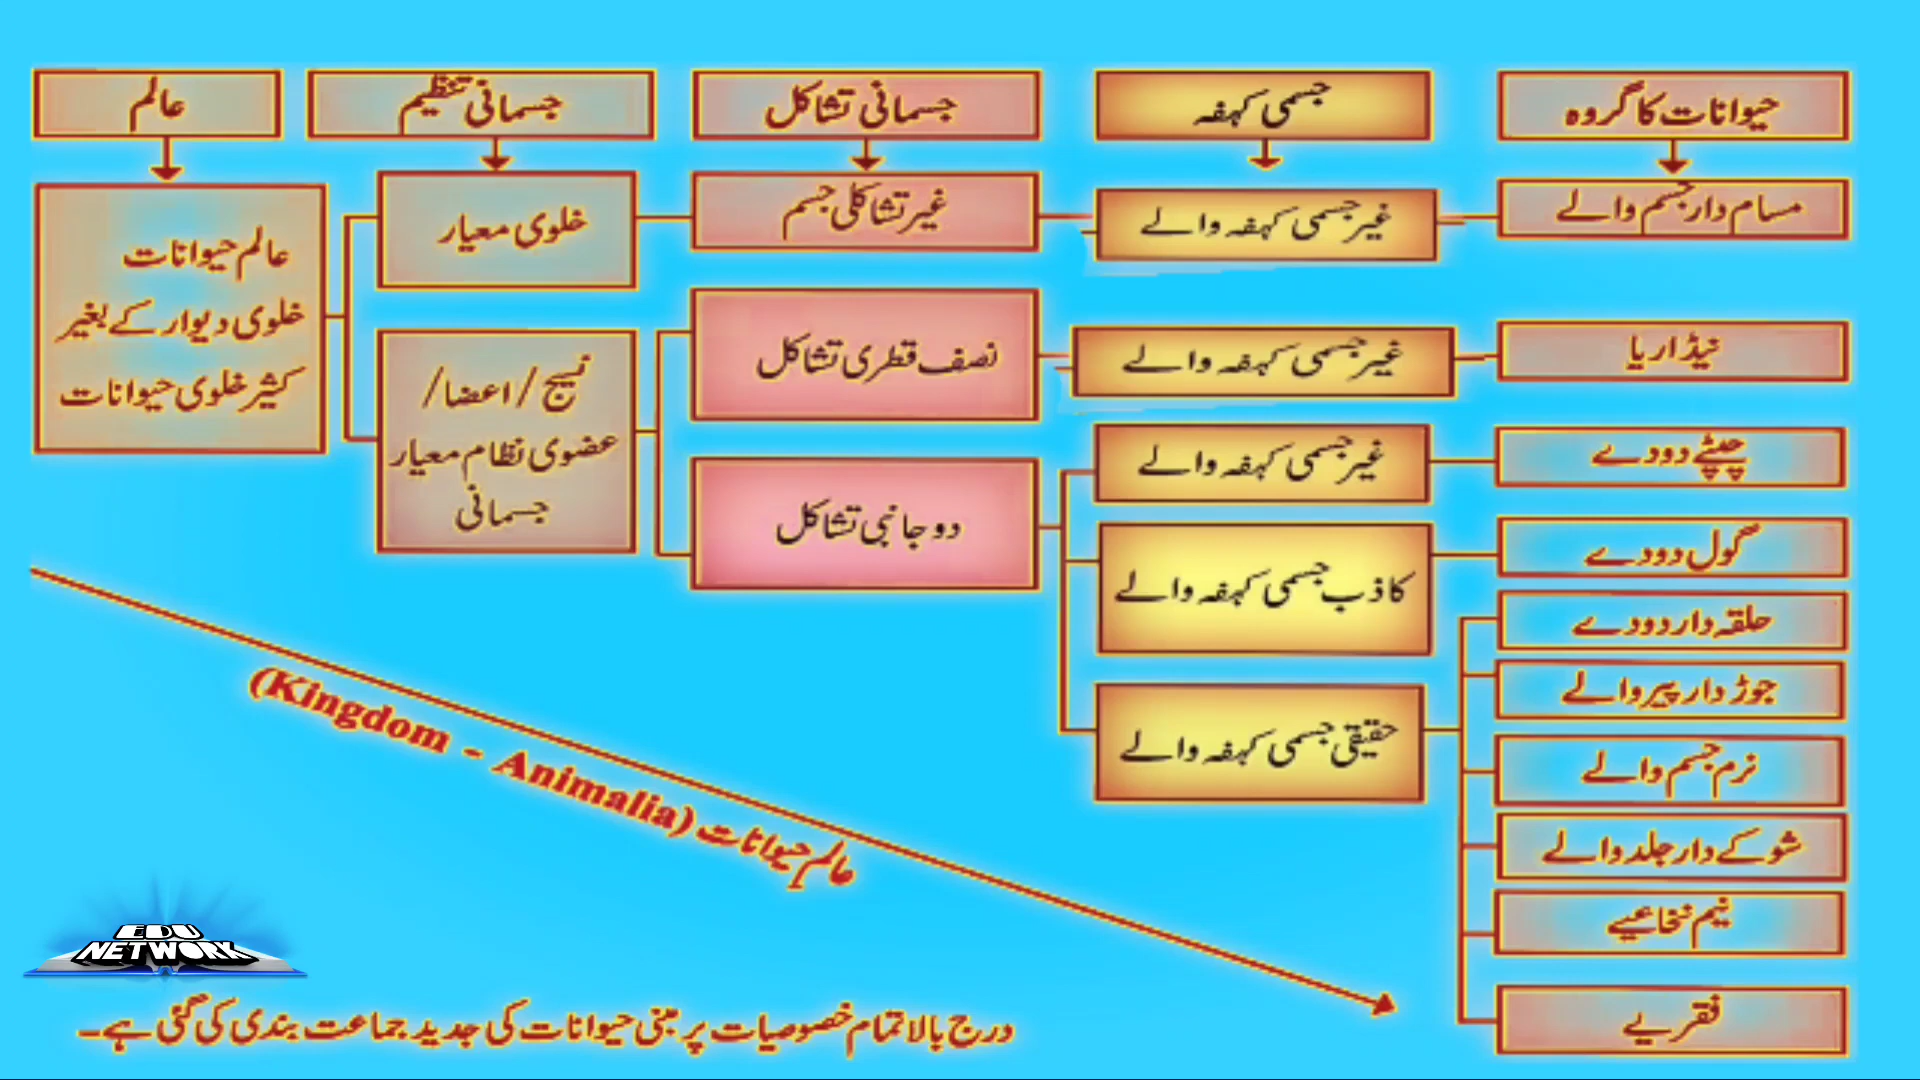 عالم
جسمانی تنظیم
جسمانی تشاکل
جسمی کہفہ
حیوانات کا گروہ
عالم حیوانات
خلوی دیوار کے بغیر
کثیر خلوی حیوانات
خلوی معیار
نسیج / اعضا /
عضوی نظام معیار
جسمانی
غیر تشاکلی جسم
نصف قطری تشاکل
دو جانبی تشاکل
غیر جسمی کہفہ والے
غیر جسمی کہفہ والے
غیر جسمی کہفہ والے
کاذب جسمی کہفہ والے
حقیقی جسمی کہفہ والے
مسام دار جسم والے
نیڈاریا
چپٹے دودے
گول دودے
حلقہ دار دودے
جوڑ دار پیر والے
نرم جسم والے
شوکے دار جلد والے
نیم نخاعیے
فقریے
عالم حیوانات (Kingdom - Animalia)
EDU
NETWORK
درج بالا تمام خصوصیات پر مبنی حیوانات کی جدید جماعت بندی کی گئی ہے۔